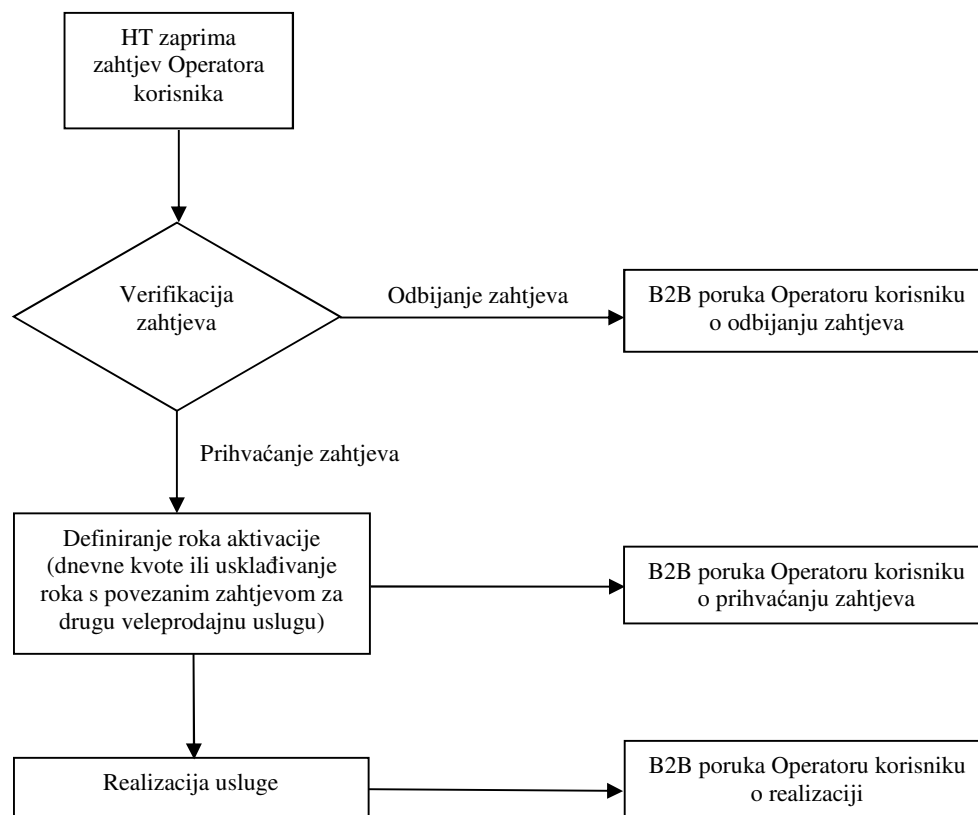 HT zaprima
zahtjev Operatora
korisnika
Verifikacija
zahtjeva
Odbijanje zahtjeva
B2B poruka Operatoru korisniku
o odbijanju zahtjeva
Prihvaćanje zahtjeva
Definiranje roka aktivacije
(dnevne kvote ili usklađivanje
roka s povezanim zahtjevom za
drugu veleprodajnu uslugu)
B2B poruka Operatoru korisniku
o prihvaćanju zahtjeva
Realizacija usluge
B2B poruka Operatoru korisniku
o realizaciji